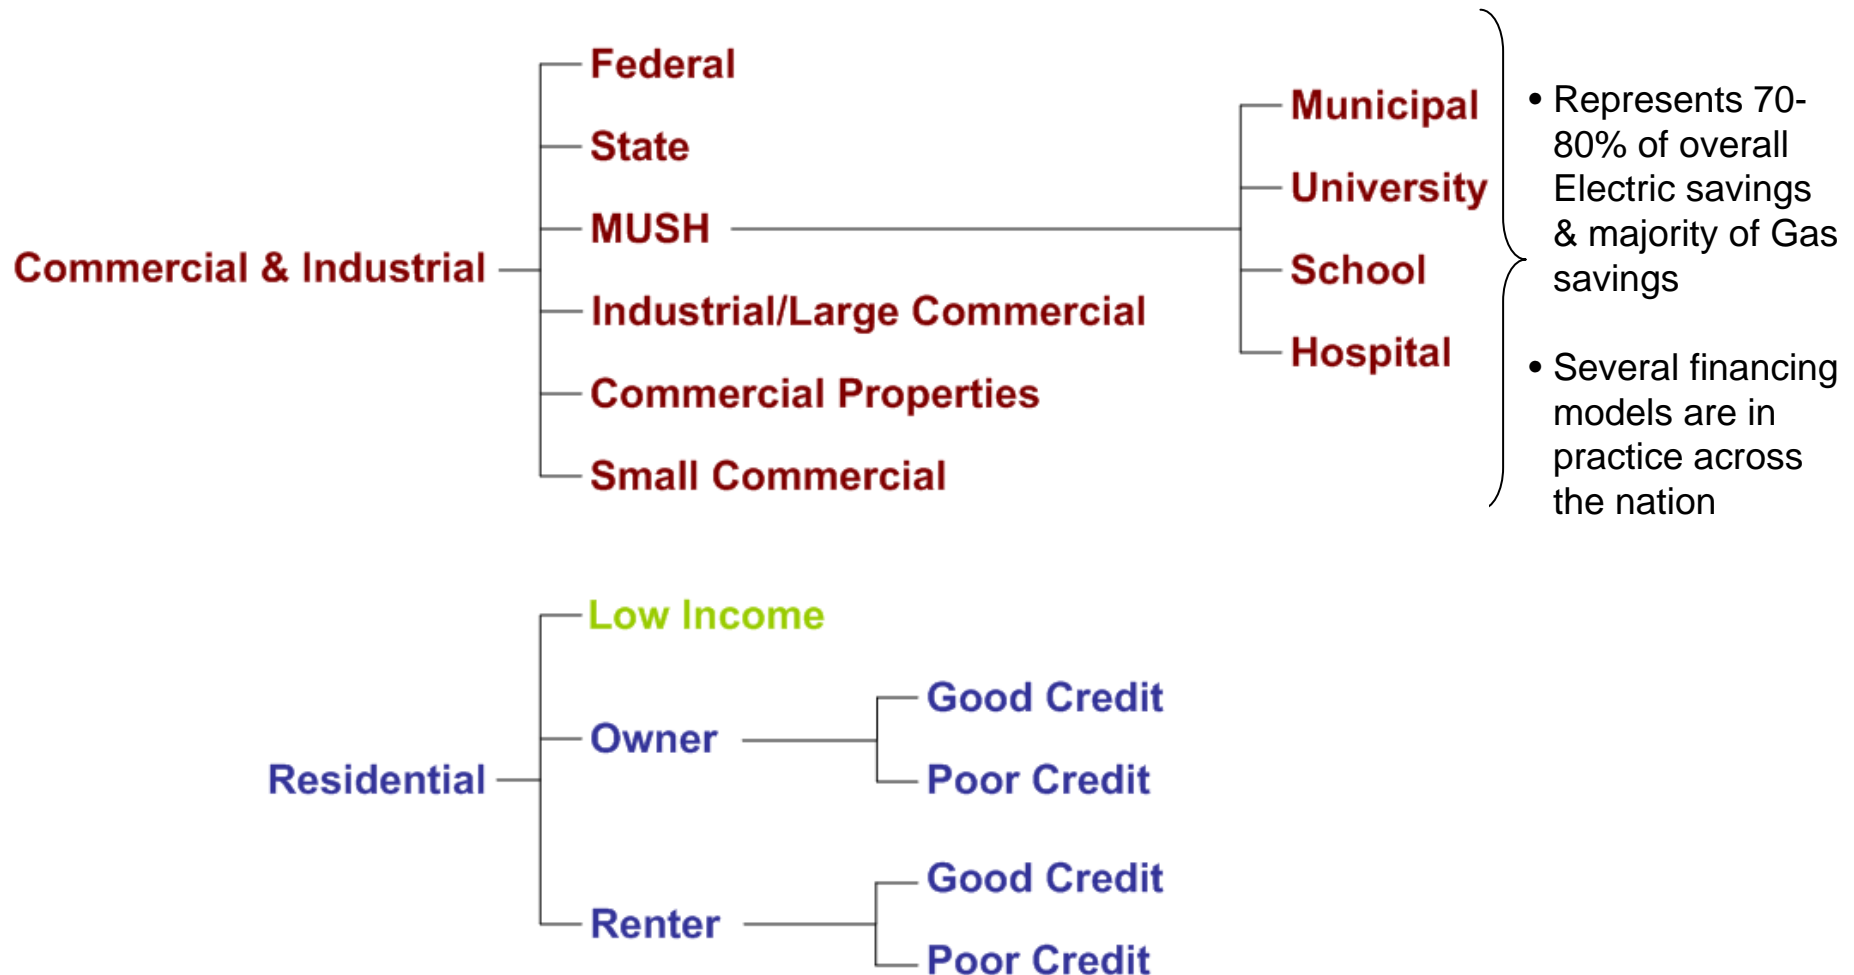 Commercial & Industrial
Federal
State
MUSH
Industrial/Large Commercial
Commercial Properties
Small Commercial
Municipal
University
School
Hospital
• Represents 70-
80% of overall
Electric savings
& majority of Gas
savings
• Several financing
models are in
practice across
the nation
Residential
Low Income
Owner
Good Credit
Poor Credit
Renter
Good Credit
Poor Credit